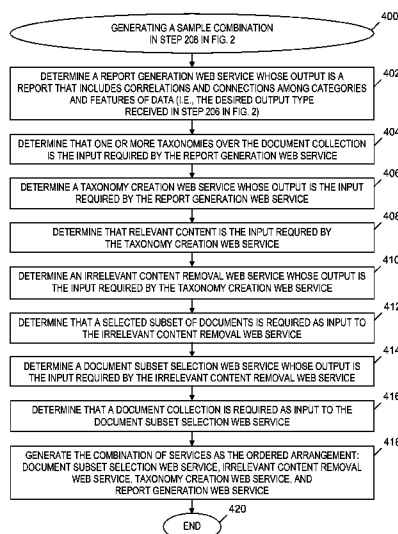 400
GENERATING A SAMPLE COMBINATION
IN STEP 208 IN FIG. 2
402
DETERMINE A REPORT GENERATION WEB SERVICE WHOSE OUTPUT IS A
REPORT THAT INCLUDES CORRELATIONS AND CONNECTIONS AMONG CATEGORIES
AND FEATURES OF DATA (I.E., THE DESIRED OUTPUT TYPE
RECEIVED IN STEP 206 IN FIG. 2)
404
DETERMINE THAT ONE OR MORE TAXONOMIES OVER THE DOCUMENT COLLECTION
IS THE INPUT REQUIRED BY THE REPORT GENERATION WEB SERVICE
406
DETERMINE A TAXONOMY CREATION WEB SERVICE WHOSE OUTPUT IS THE INPUT
REQUIRED BY THE REPORT GENERATION WEB SERVICE
408
DETERMINE THAT RELEVANT CONTENT IS THE INPUT REQUIRED BY
THE TAXONOMY CREATION WEB SERVICE
410
DETERMINE AN IRRELEVANT CONTENT REMOVAL WEB SERVICE WHOSE OUTPUT IS
THE INPUT REQUIRED BY THE TAXONOMY CREATION WEB SERVICE
412
DETERMINE THAT A SELECTED SUBSET OF DOCUMENTS IS REQUIRED AS INPUT TO
THE IRRELEVANT CONTENT REMOVAL WEB SERVICE
414
DETERMINE A DOCUMENT SUBSET SELECTION WEB SERVICE WHOSE OUTPUT IS
THE INPUT REQUIRED BY THE IRRELEVANT CONTENT REMOVAL WEB SERVICE
416
DETERMINE THAT A DOCUMENT COLLECTION IS REQUIRED AS INPUT TO THE
DOCUMENT SUBSET SELECTION WEB SERVICE
418
GENERATE THE COMBINATION OF SERVICES AS THE ORDERED ARRANGEMENT:
DOCUMENT SUBSET SELECTION WEB SERVICE, IRRELEVANT CONTENT REMOVAL
WEB SERVICE, TAXONOMY CREATION WEB SERVICE, AND
REPORT GENERATION WEB SERVICE
420
END